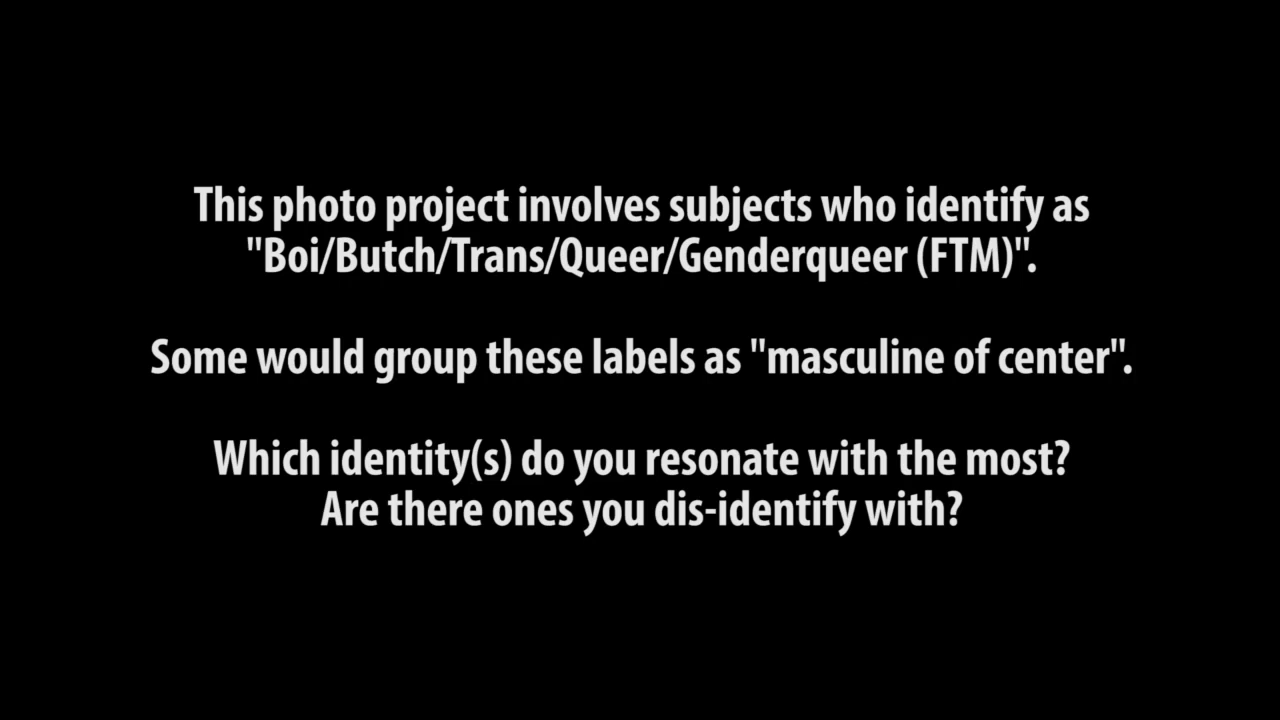 This photo project involves subjects who identify as
"Boi/Butch/Trans/Queer/Genderqueer (FTM)".
Some would group these labels as "masculine of center".
Which identity(s) do you resonate with the most?
Are there ones you dis-identify with?